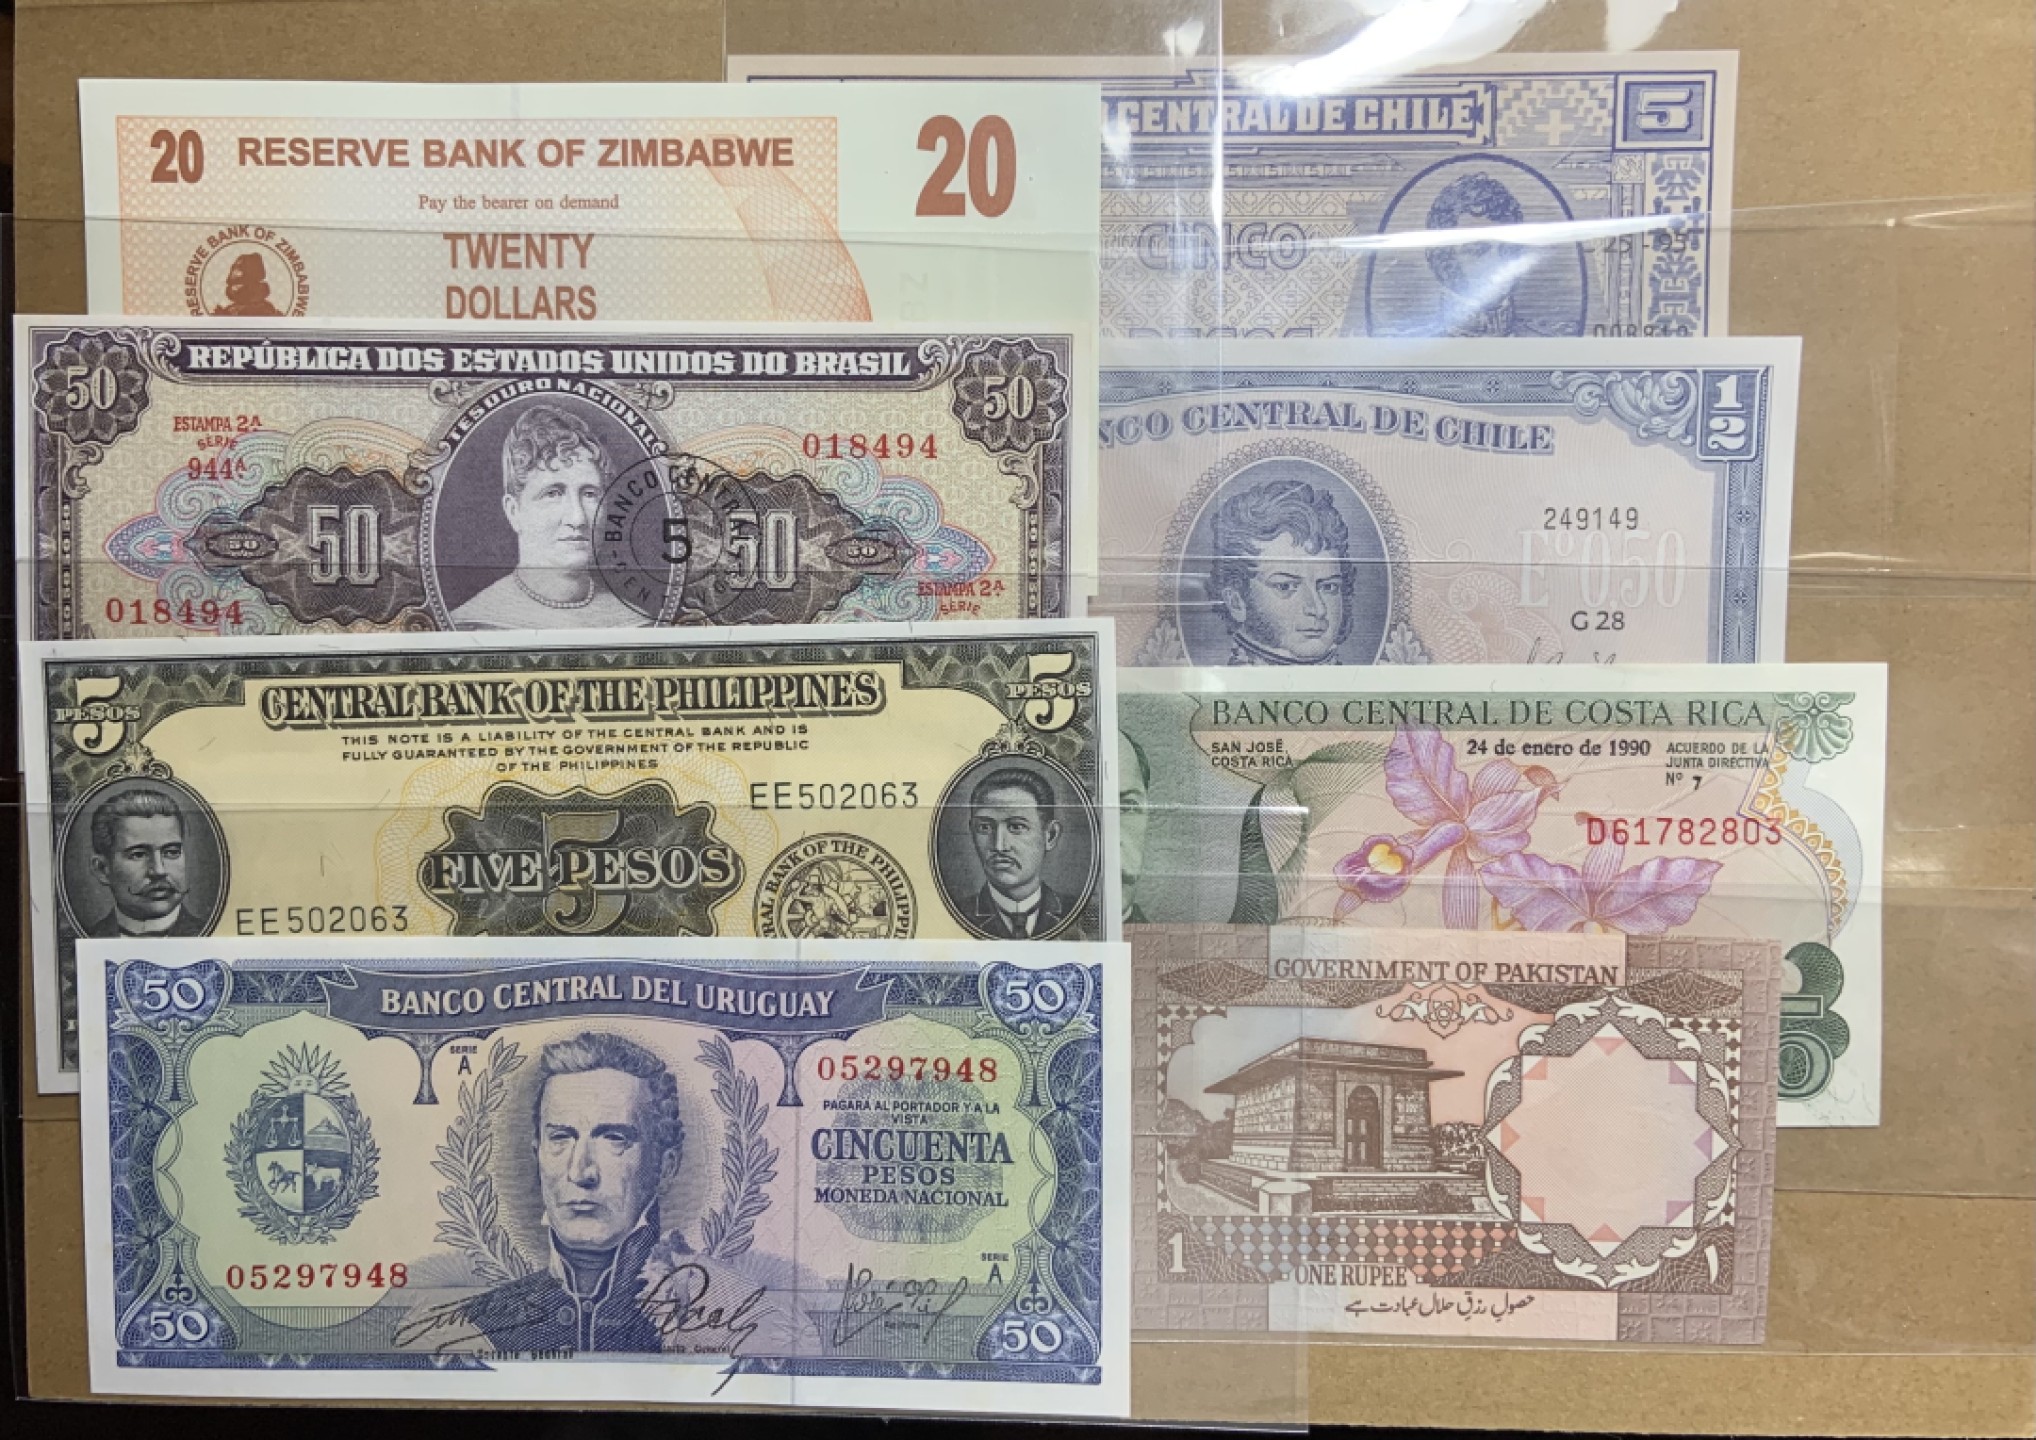 20 RESERVE BANK OF ZIMBABWE 20
Pay the bearer on demand
TWENTY
DOLLARS
RESERVE BANK OF ZIMBABWE
CENTRAL DE CHILE 5
CINCO
REPÚBLICA DOS ESTADOS UNIDOS DO BRASIL
50 50
TESOURO NACIONAL
ESTAMPA 2ª
SERIE
944ª
018494
50 50
50 50
BANCO CENTRAL
5
018494
ESTAMPA 2ª
SERIE
CENTRAL DE CHILE 1/2
249149
Eº 0,50
G 28
5 PESOS
CENTRAL BANK OF THE PHILIPPINES
5 PESOS
THIS NOTE IS A LIABILITY OF THE CENTRAL BANK AND IS
FULLY GUARANTEED BY THE GOVERNMENT OF THE REPUBLIC
OF THE PHILIPPINES
EE502063
5
FIVE PESOS
EE502063
BANCO CENTRAL DE COSTA RICA
SAN JOSÉ,
COSTA RICA
24 de enero de 1990
ACUERDO DE LA
JUNTA DIRECTIVA
Nº 7
D61782803
50 BANCO CENTRAL DEL URUGUAY 50
SERIE
A
05297948
PAGARA AL PORTADOR Y A LA
VISTA
CINCUENTA
PESOS
MONEDA NACIONAL
05297948
SERIE
A
50 50
GOVERNMENT OF PAKISTAN
1 ONE RUPEE ۱
حصولِ رزقِ حلال عبادت ہے